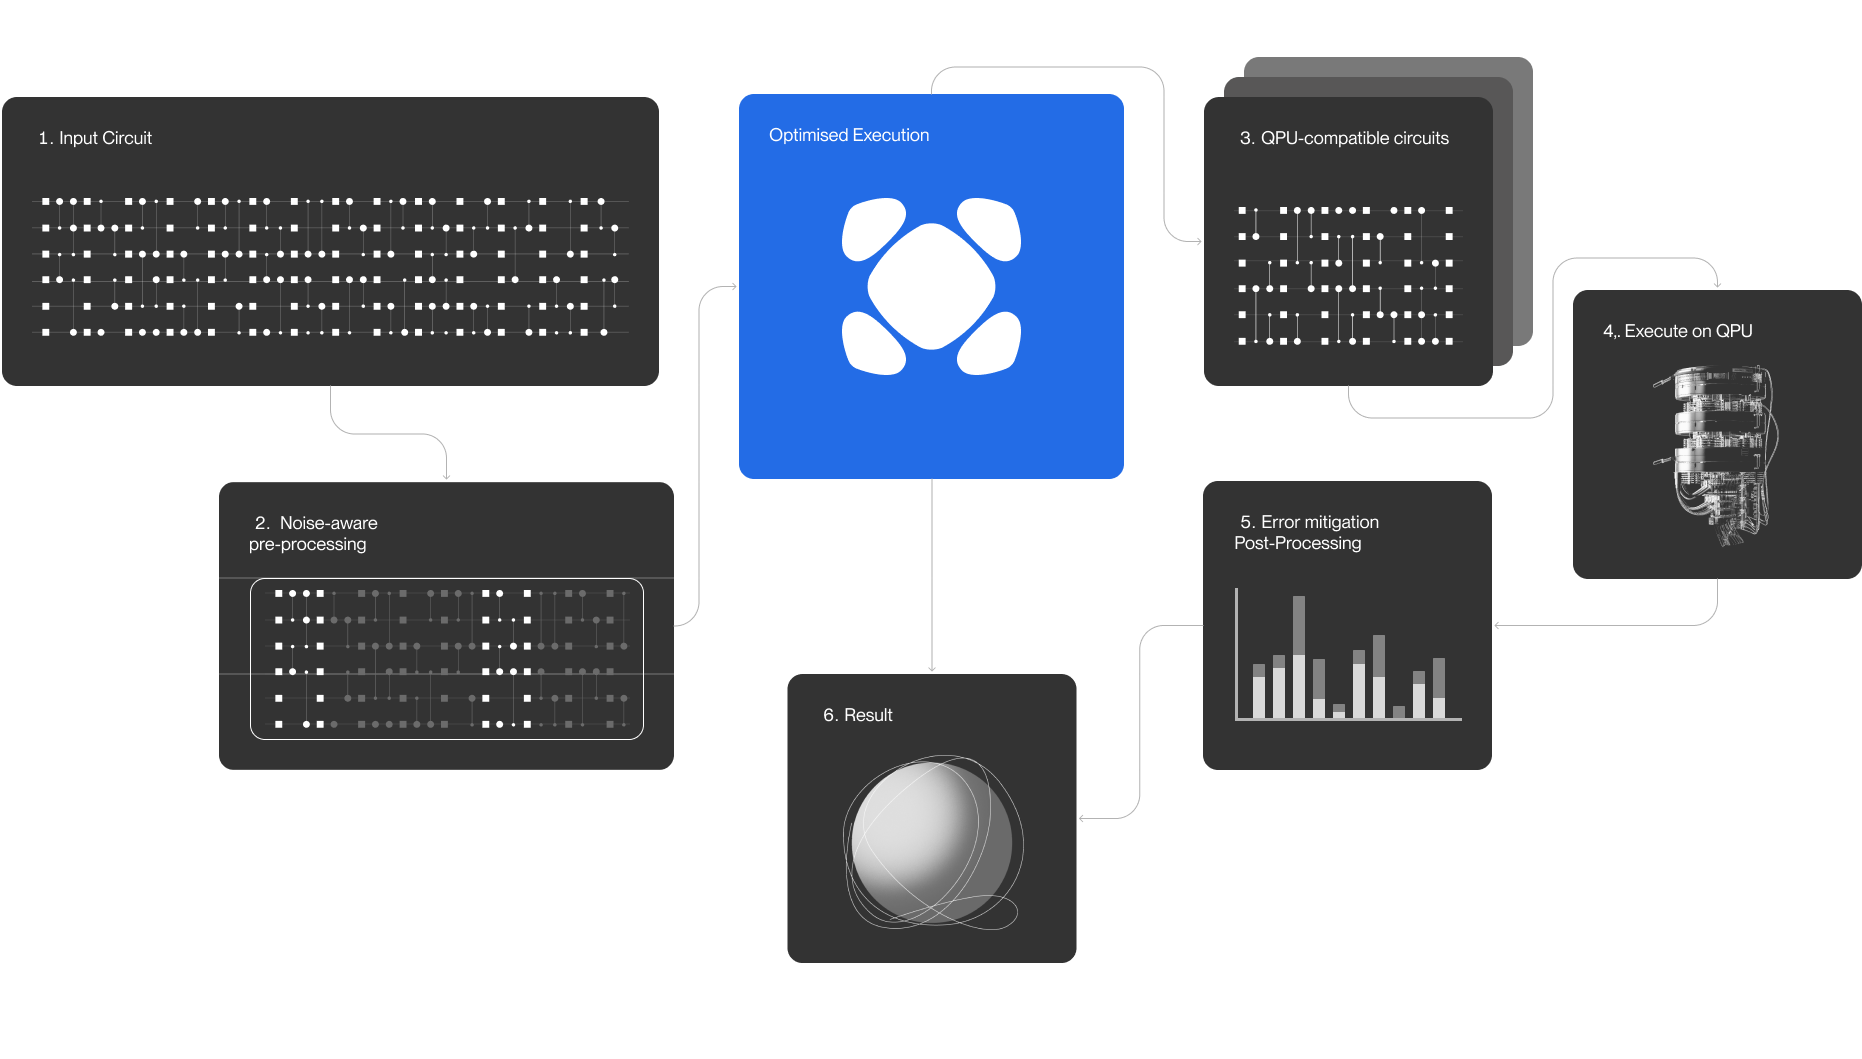 1. Input Circuit
Optimised Execution
3. QPU-compatible circuits
4,. Execute on QPU
2. Noise-aware
pre-processing
5. Error mitigation
Post-Processing
6. Result